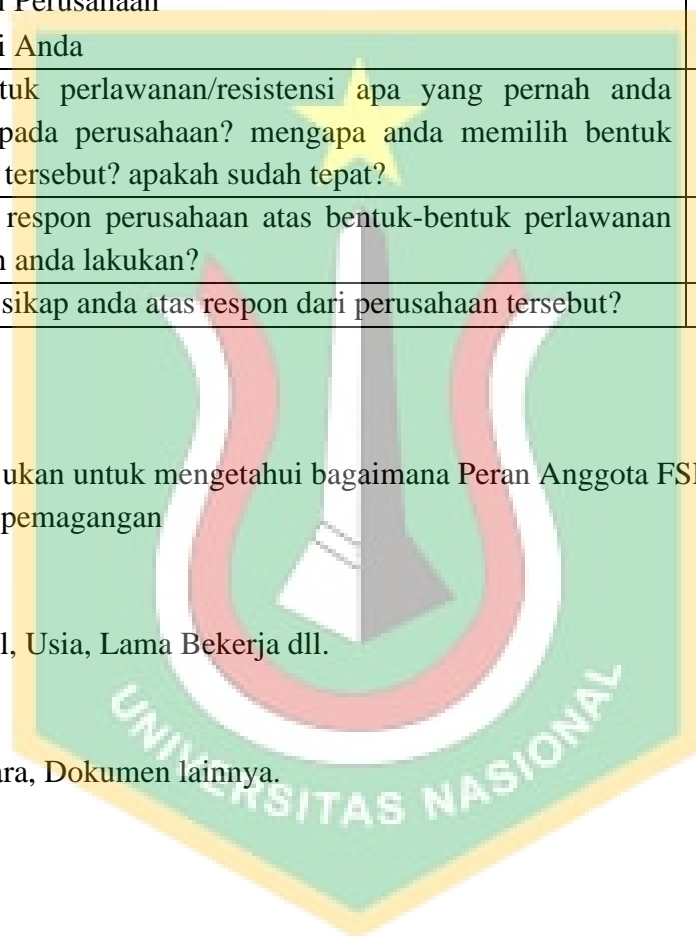 Perusahaan
i Anda
tuk perlawanan/resistensi apa yang pernah anda
pada perusahaan? mengapa anda memilih bentuk
tersebut? apakah sudah tepat?
respon perusahaan atas bentuk-bentuk perlawanan
n anda lakukan?
sikap anda atas respon dari perusahaan tersebut?
ukan untuk mengetahui bagaimana Peran Anggota FSI
pemagangan
l, Usia, Lama Bekerja dll.
ara, Dokumen lainnya.
UNIVERSITAS NASIONAL